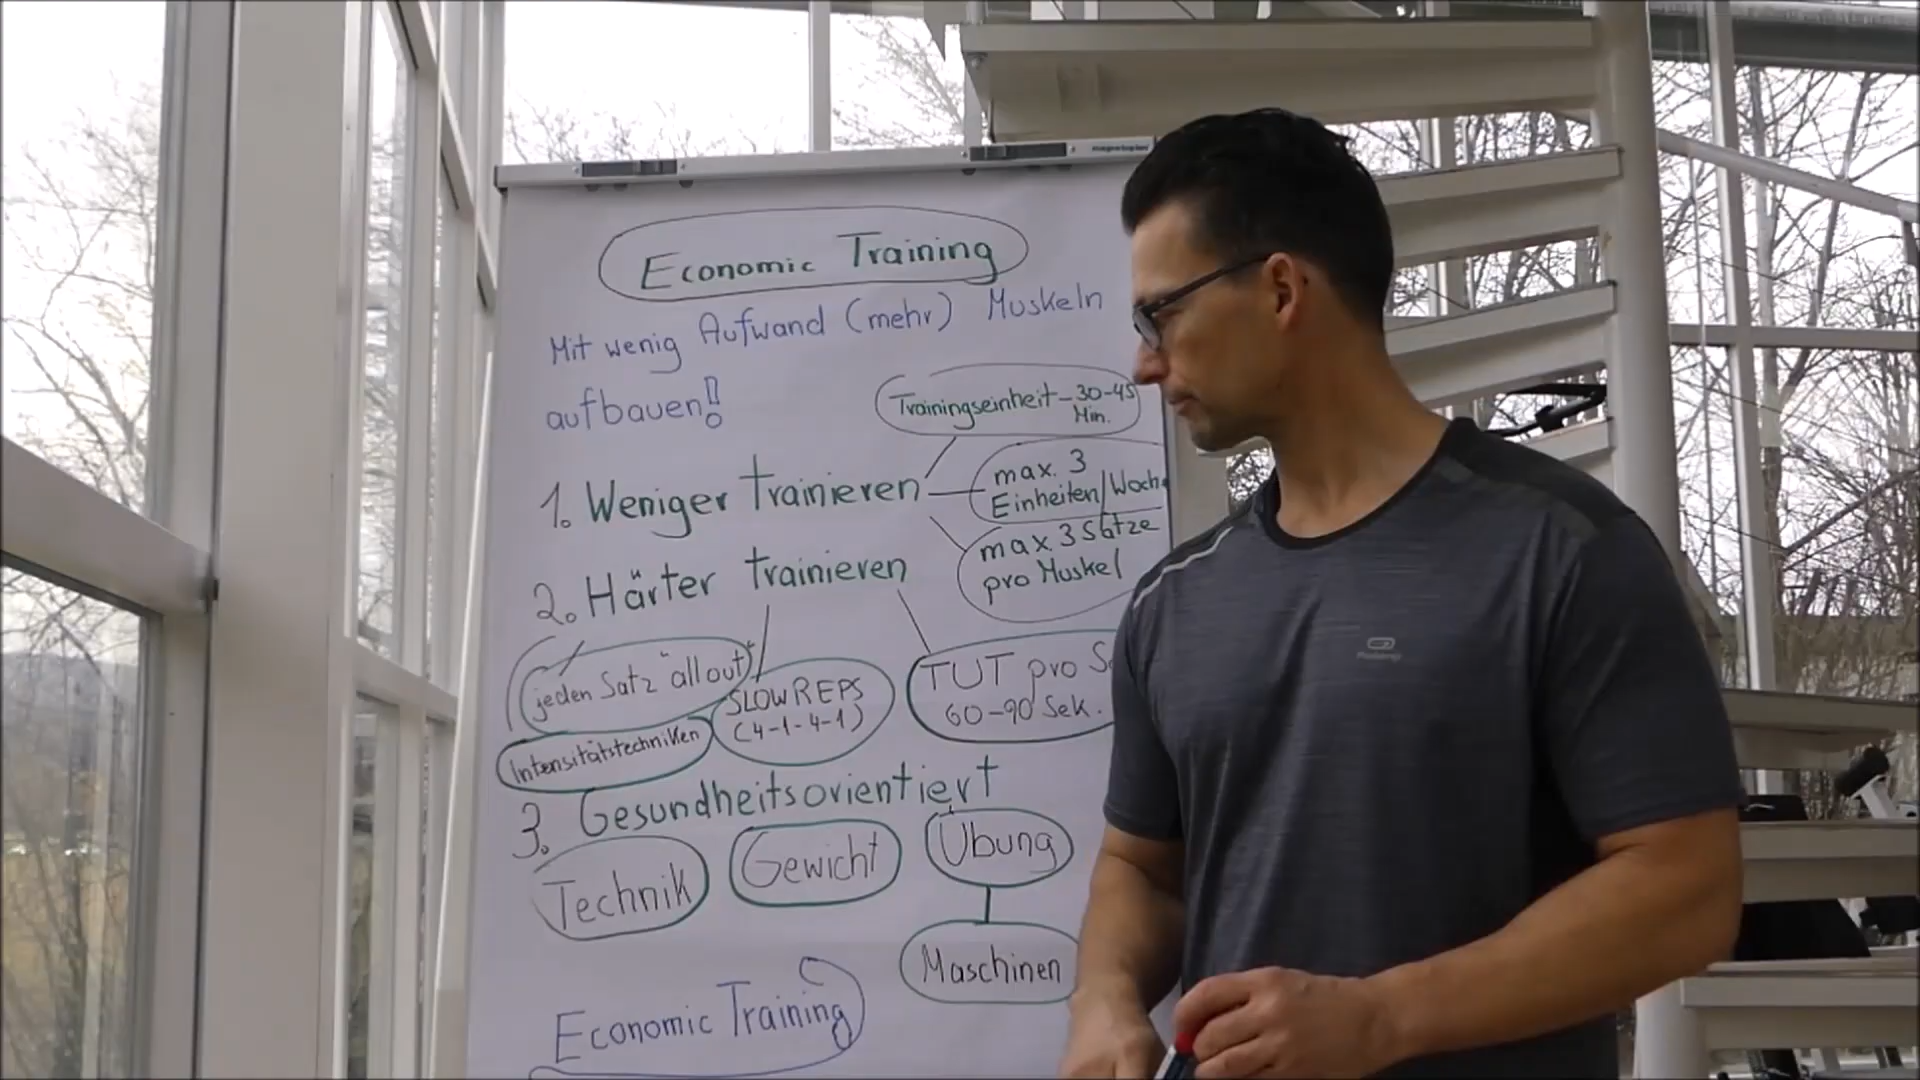 Economic Training
Mit wenig Aufwand (mehr) Muskeln
aufbauen!
1. Weniger trainieren
Trainingseinheit – 30-45
Min.
max. 3
Einheiten/Woche
max. 3 Sätze
pro Muskel
2. Härter trainieren
jeden Satz "all out"
Intensitätstechniken
SLOW REPS
(4-1-4-1)
TUT pro
60-90 Sek.
3. Gesundheitsorientiert
Technik
Gewicht
Übung
Maschinen
Economic Training